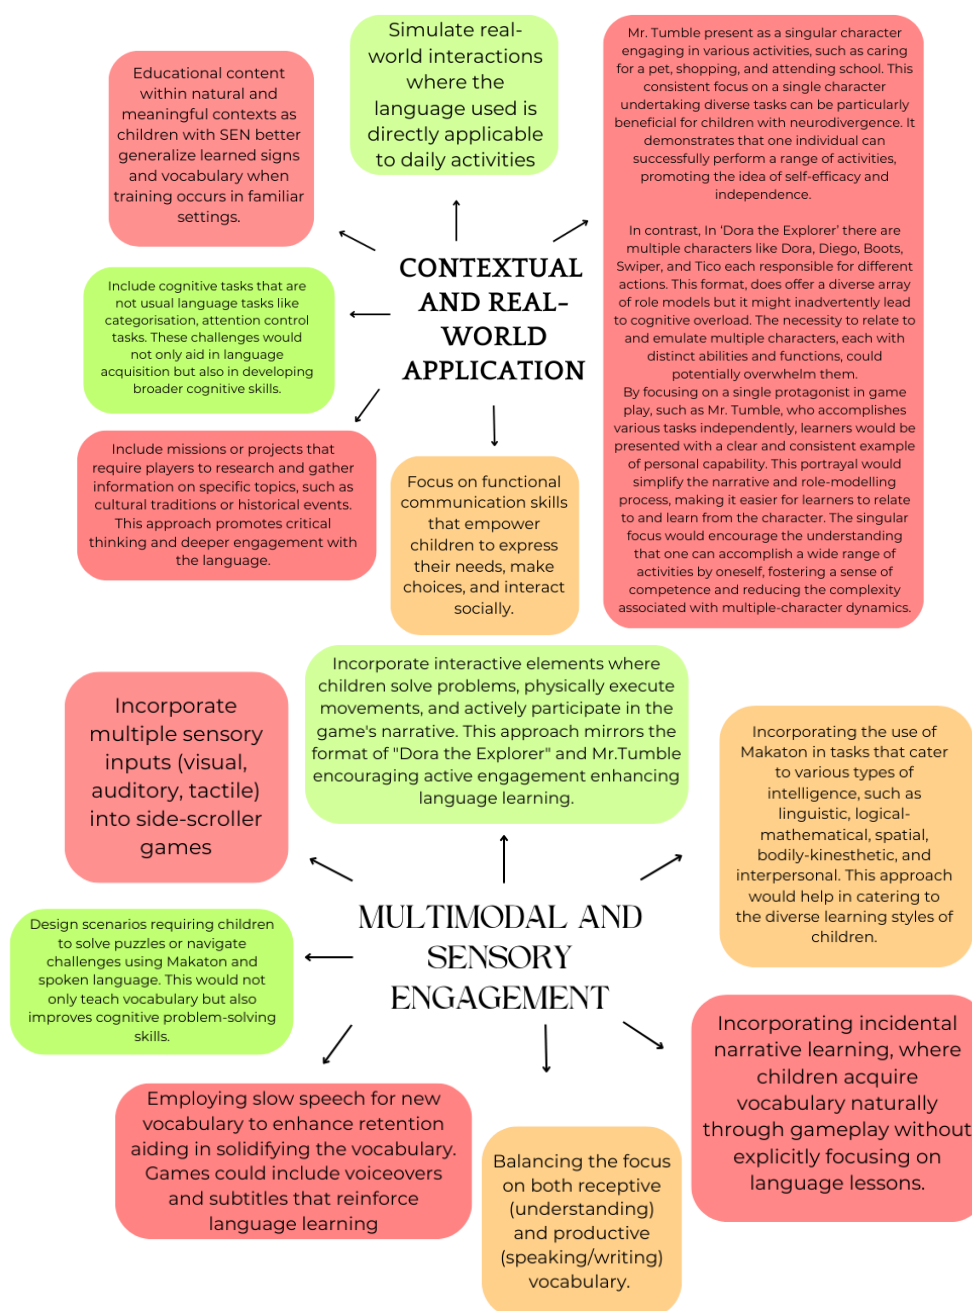 Simulate real-
world interactions
where the
language used is
directly applicable
to daily activities
Educational content
within natural and
meaningful contexts as
children with SEN better
generalize learned signs
and vocabulary when
training occurs in familiar
settings.
Mr. Tumble present as a singular character
engaging in various activities, such as caring
for a pet, shopping, and attending school. This
consistent focus on a single character
undertaking diverse tasks can be particularly
beneficial for children with neurodivergence. It
demonstrates that one individual can
successfully perform a range of activities,
promoting the idea of self-efficacy and
independence.
In contrast, In ‘Dora the Explorer’ there are
multiple characters like Dora, Diego, Boots,
Swiper, and Tico each responsible for different
actions. This format, does offer a diverse array
of role models but it might inadvertently lead
to cognitive overload. The necessity to relate to
and emulate multiple characters, each with
distinct abilities and functions, could
potentially overwhelm them.
By focusing on a single protagonist in game
play, such as Mr. Tumble, who accomplishes
various tasks independently, learners would be
presented with a clear and consistent example
of personal capability. This portrayal would
simplify the narrative and role-modelling
process, making it easier for learners to relate
to and learn from the character. The singular
focus would encourage the understanding
that one can accomplish a wide range of
activities by oneself, fostering a sense of
competence and reducing the complexity
associated with multiple-character dynamics.
CONTEXTUAL
AND REAL-
WORLD
APPLICATION
Include cognitive tasks that are
not usual language tasks like
categorisation, attention control
tasks. These challenges would
not only aid in language
acquisition but also in developing
broader cognitive skills.
Include missions or projects that
require players to research and gather
information on specific topics, such as
cultural traditions or historical events.
This approach promotes critical
thinking and deeper engagement with
the language.
Focus on functional
communication skills
that empower
children to express
their needs, make
choices, and interact
socially.
Incorporate interactive elements where
children solve problems, physically execute
movements, and actively participate in the
game's narrative. This approach mirrors the
format of "Dora the Explorer" and Mr.Tumble
encouraging active engagement enhancing
language learning.
Incorporate
multiple sensory
inputs (visual,
auditory, tactile)
into side-scroller
games
Incorporating the use of
Makaton in tasks that cater
to various types of
intelligence, such as
linguistic, logical-
mathematical, spatial,
bodily-kinesthetic, and
interpersonal. This approach
would help in catering to
the diverse learning styles of
children.
MULTIMODAL AND
SENSORY
ENGAGEMENT
Design scenarios requiring children
to solve puzzles or navigate
challenges using Makaton and
spoken language. This would not
only teach vocabulary but also
improves cognitive problem-solving
skills.
Employing slow speech for new
vocabulary to enhance retention
aiding in solidifying the vocabulary.
Games could include voiceovers
and subtitles that reinforce
language learning
Balancing the focus
on both receptive
(understanding)
and productive
(speaking/writing)
vocabulary.
Incorporating incidental
narrative learning, where
children acquire
vocabulary naturally
through gameplay without
explicitly focusing on
language lessons.